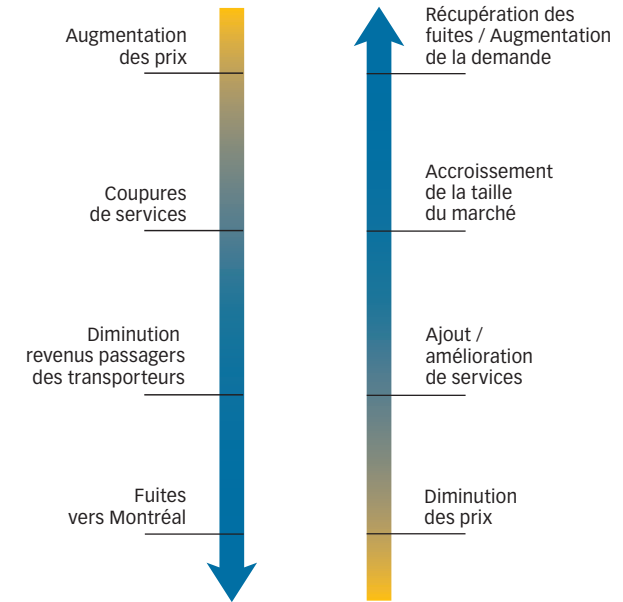 Augmentation
des prix
Coupures
de services
Diminution
revenus passagers
des transporteurs
Fuites
vers Montréal
Récupération des
fuites / Augmentation
de la demande
Accroissement
de la taille
du marché
Ajout /
amélioration
de services
Diminution
des prix